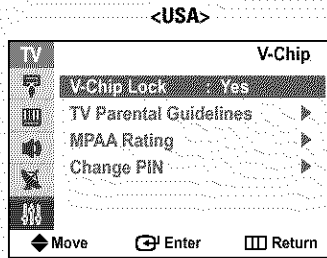 <USA>
TV V-Chip
V-Chip Lock : Yes
TV Parental Guidelines
MPAA Rating
Change PIN
Move Enter Return